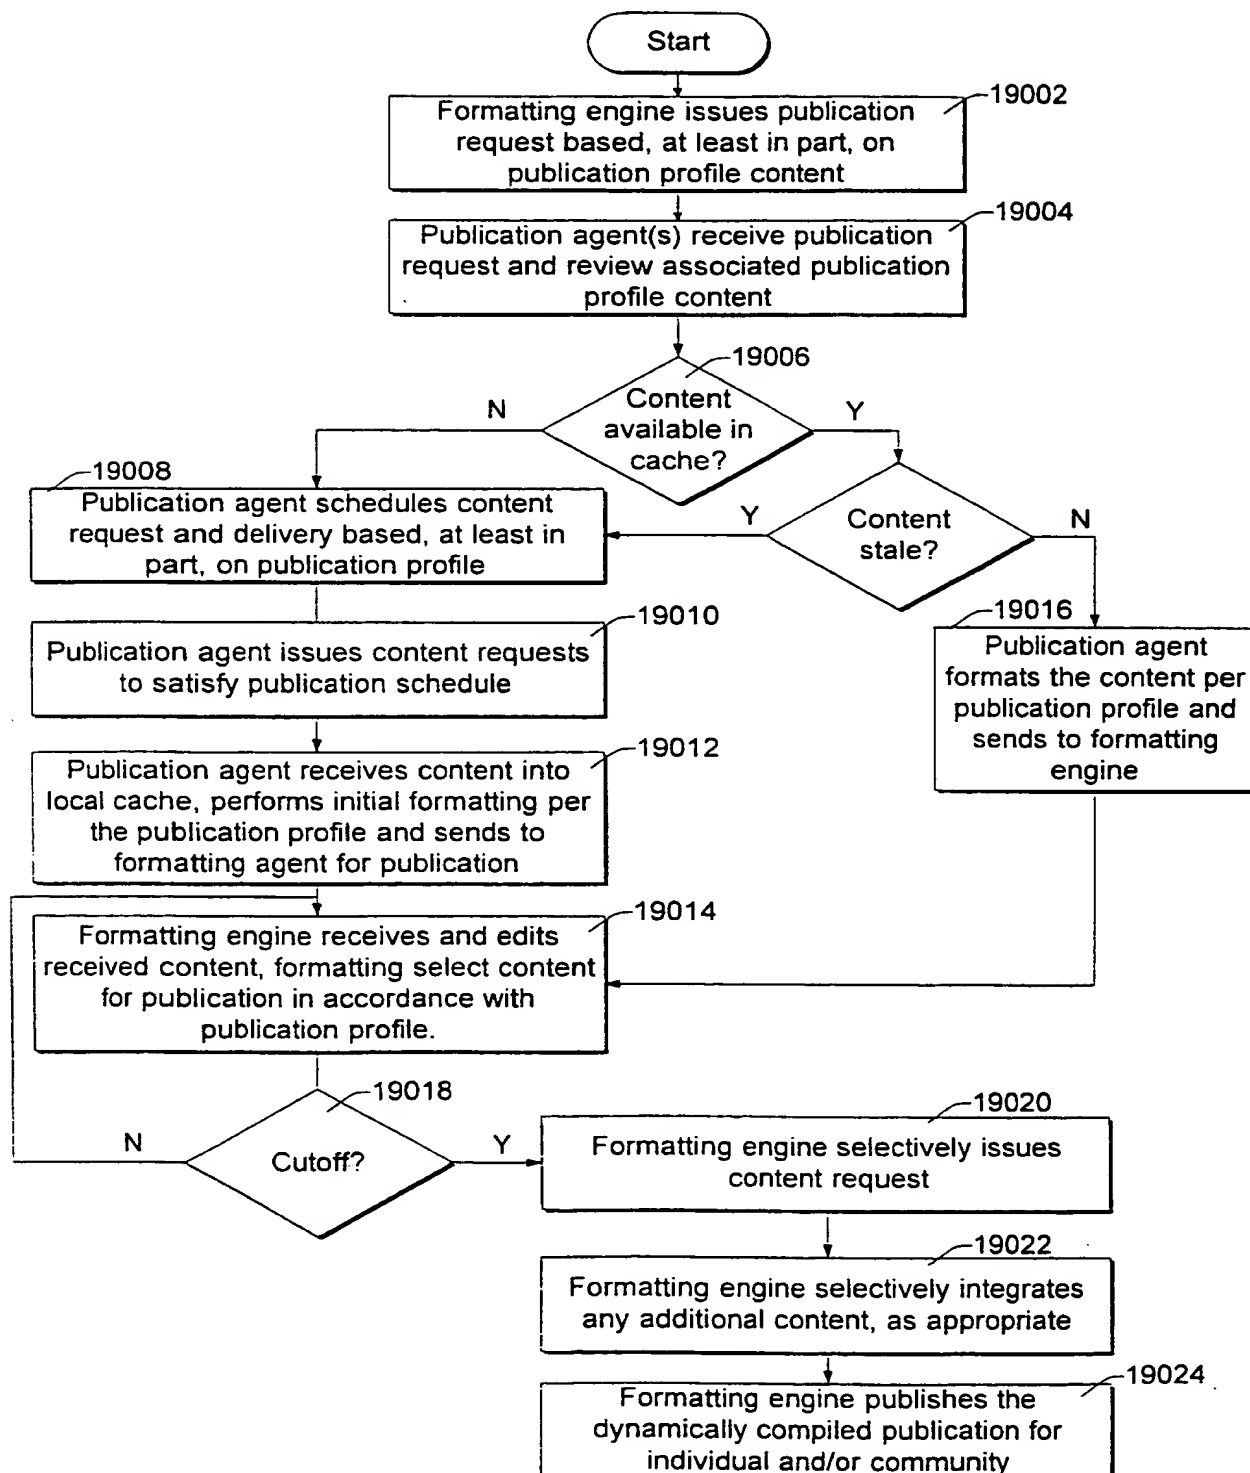 Start
19002
Formatting engine issues publication
request based, at least in part, on
publication profile content
19004
Publication agent(s) receive publication
request and review associated publication
profile content
19006
Content
available in
cache?
N
Y
19008
Publication agent schedules content
request and delivery based, at least in
part, on publication profile
Content
stale?
Y
N
19010
Publication agent issues content requests
to satisfy publication schedule
19016
Publication agent
formats the content per
publication profile and
sends to formatting
engine
19012
Publication agent receives content into
local cache, performs initial formatting per
the publication profile and sends to
formatting agent for publication
19014
Formatting engine receives and edits
received content, formatting select content
for publication in accordance with
publication profile.
19018
Cutoff?
N
Y
19020
Formatting engine selectively issues
content request
19022
Formatting engine selectively integrates
any additional content, as appropriate
19024
Formatting engine publishes the
dynamically compiled publication for
individual and/or community